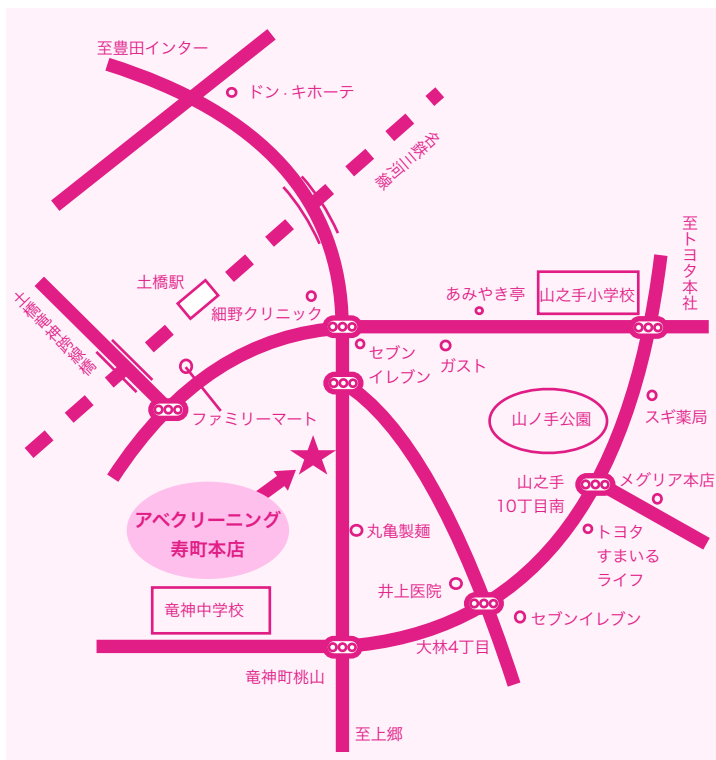 至豊田インター
ドン・キホーテ
名鉄三河線
至トヨタ本社
土橋駅
あみやき亭
山之手小学校
土橋竜神跨線橋
細野クリニック
セブン
イレブン
ガスト
ファミリーマート
山ノ手公園
スギ薬局
山之手
10丁目南
メグリア本店
アベクリーニング
寿町本店
丸亀製麺
トヨタ
すまいる
ライフ
井上医院
竜神中学校
セブンイレブン
大林4丁目
竜神町桃山
至上郷